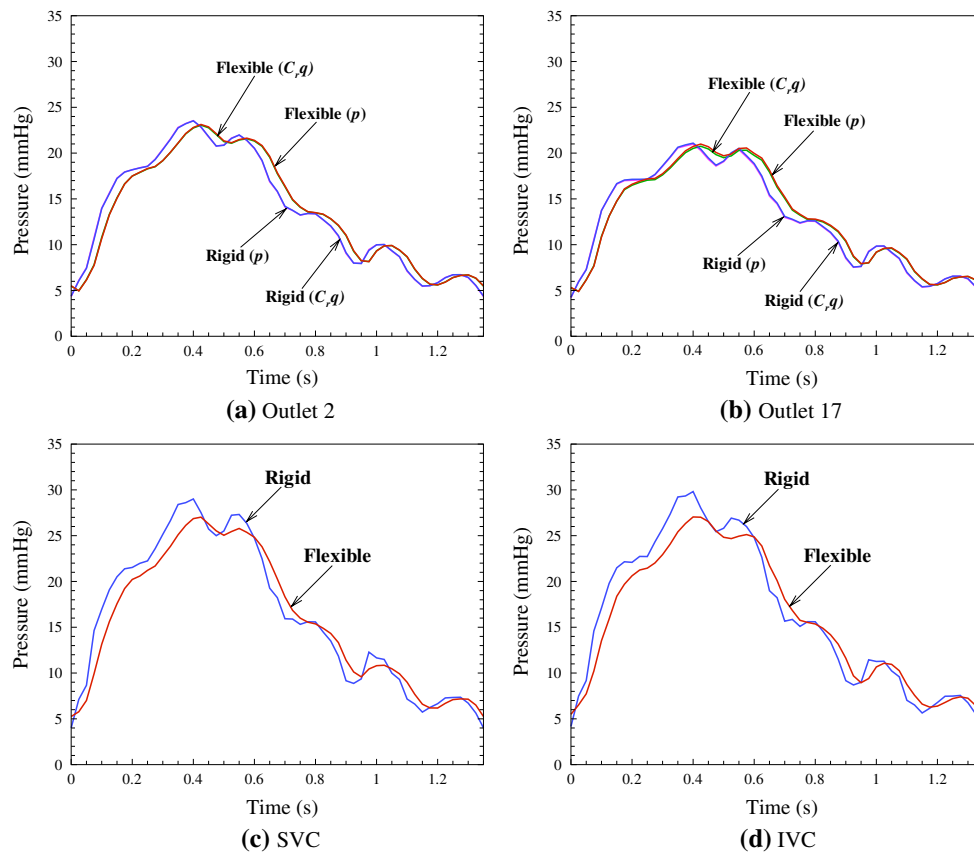 35
30
25
20
15
10
5
0
Pressure (mmHg)
Flexible (C_r q)
Flexible (p)
Rigid (p)
Rigid (C_r q)
0 0.2 0.4 0.6 0.8 1 1.2
Time (s)
(a) Outlet 2
35
30
25
20
15
10
5
0
Pressure (mmHg)
Flexible (C_r q)
Flexible (p)
Rigid (p)
Rigid (C_r q)
0 0.2 0.4 0.6 0.8 1 1.2
Time (s)
(b) Outlet 17
35
30
25
20
15
10
5
0
Pressure (mmHg)
Rigid
Flexible
0 0.2 0.4 0.6 0.8 1 1.2
Time (s)
(c) SVC
35
30
25
20
15
10
5
0
Pressure (mmHg)
Rigid
Flexible
0 0.2 0.4 0.6 0.8 1 1.2
Time (s)
(d) IVC